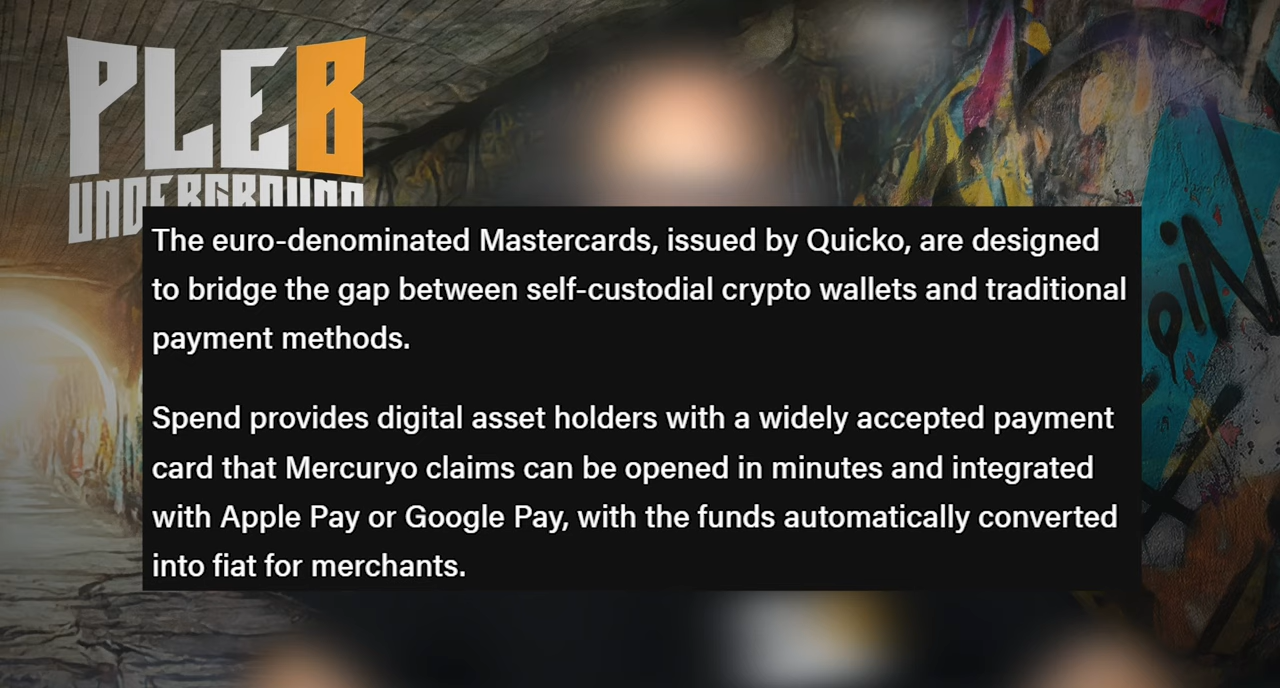 PLEB
UNDERGROUND
The euro-denominated Mastercards, issued by Quicko, are designed
to bridge the gap between self-custodial crypto wallets and traditional
payment methods.
Spend provides digital asset holders with a widely accepted payment
card that Mercuryo claims can be opened in minutes and integrated
with Apple Pay or Google Pay, with the funds automatically converted
into fiat for merchants.